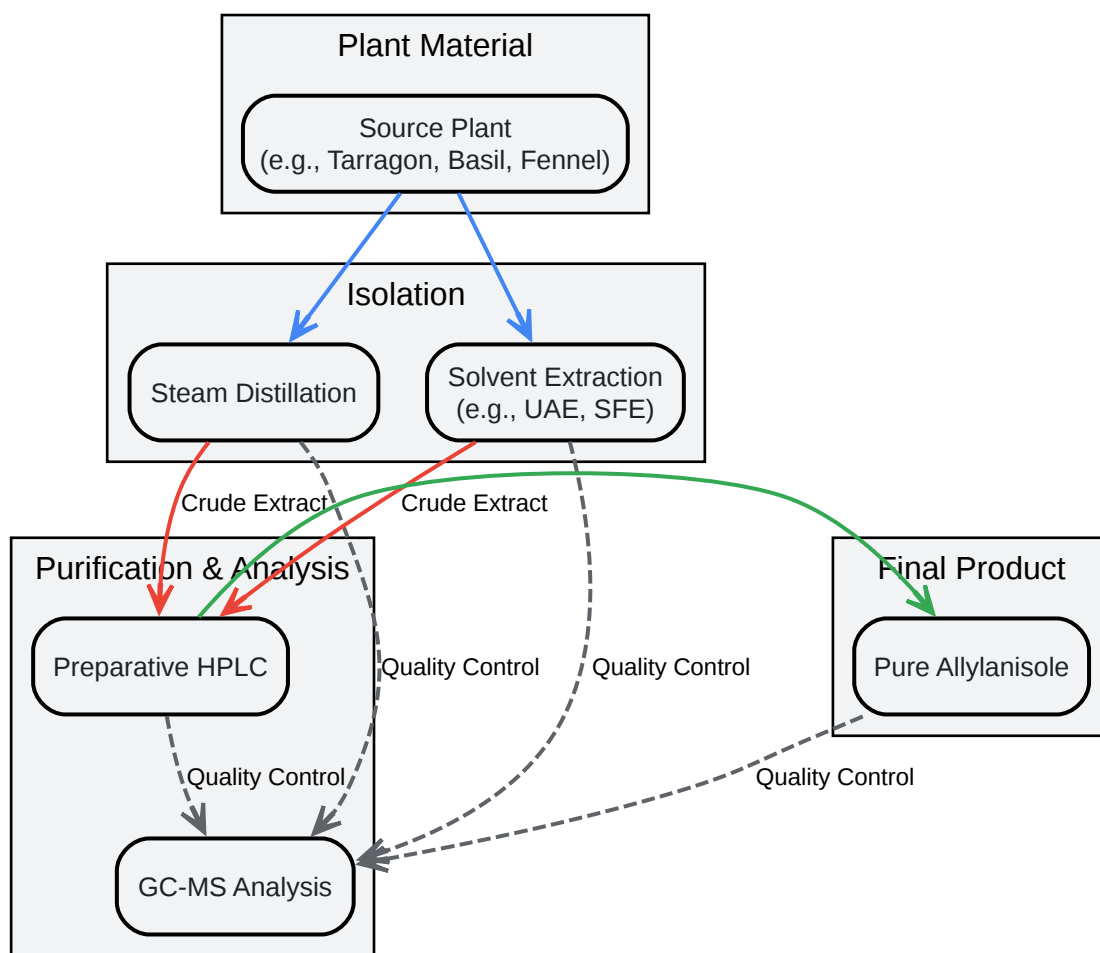 Plant Material
Source Plant
(e.g., Tarragon, Basil, Fennel)
Isolation
Steam Distillation
Solvent Extraction
(e.g., UAE, SFE)
Crude Extract
Crude Extract
Purification & Analysis
Final Product
Preparative HPLC
Quality Control
Quality Control
Pure Allylanisole
Quality Control
Quality Control
GC-MS Analysis